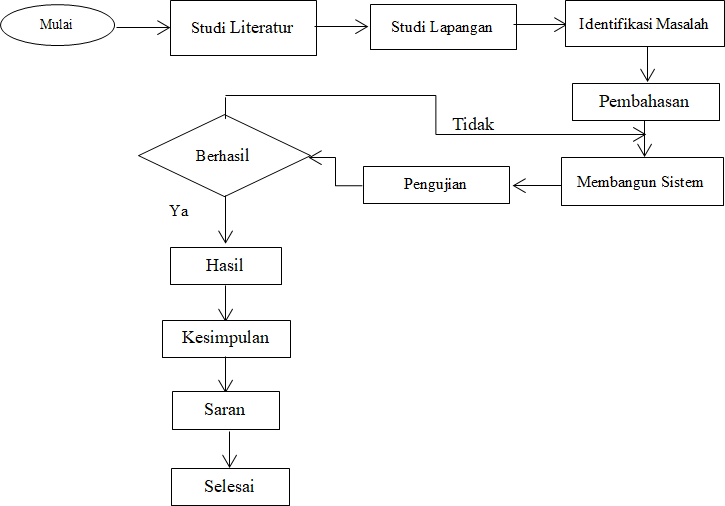 Mulai
Studi Literatur
Studi Lapangan
Identifikasi Masalah
Pembahasan
Tidak
Berhasil
Pengujian
Membangun Sistem
Ya
Hasil
Kesimpulan
Saran
Selesai